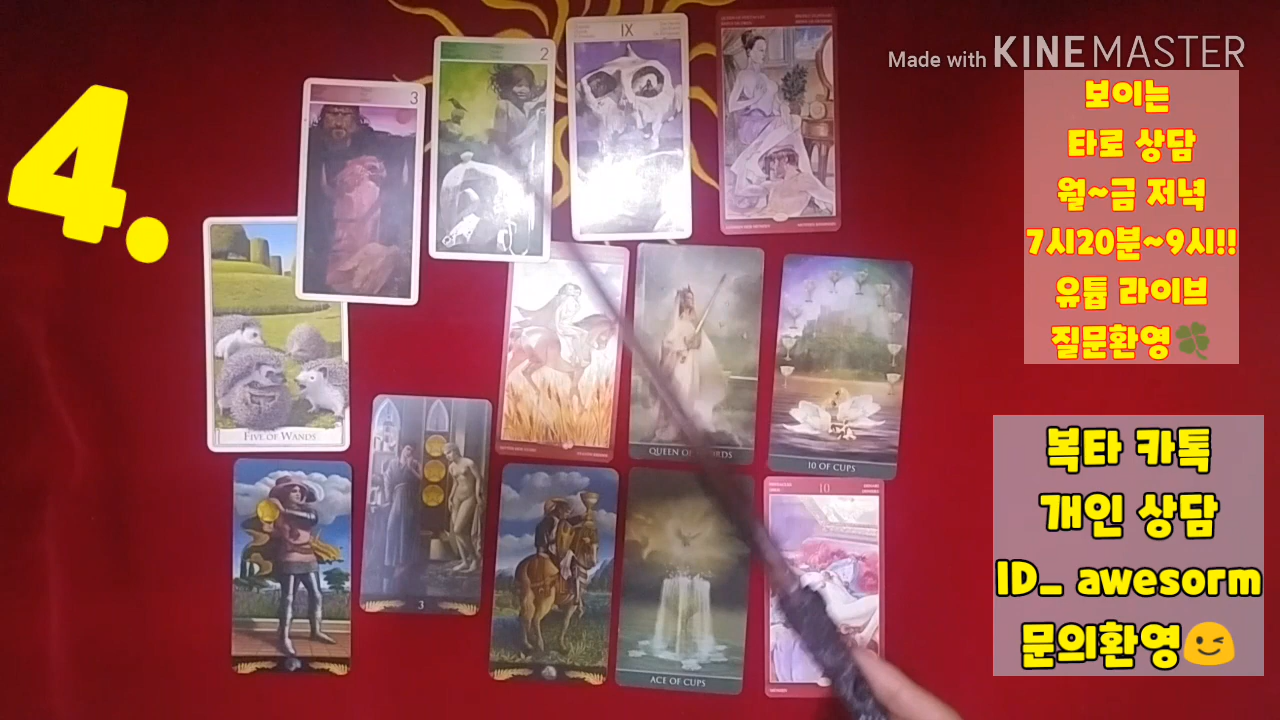 4.
Made with KINEMASTER
보이는
타로 상담
월~금 저녁
7시20분~9시!!
유튭 라이브
질문환영🍀
복타 카톡
개인 상담
ID_ awesorm
문의환영😉
3
2
IX
FIVE OF WANDS
10 OF CUPS
3
ACE OF CUPS
10